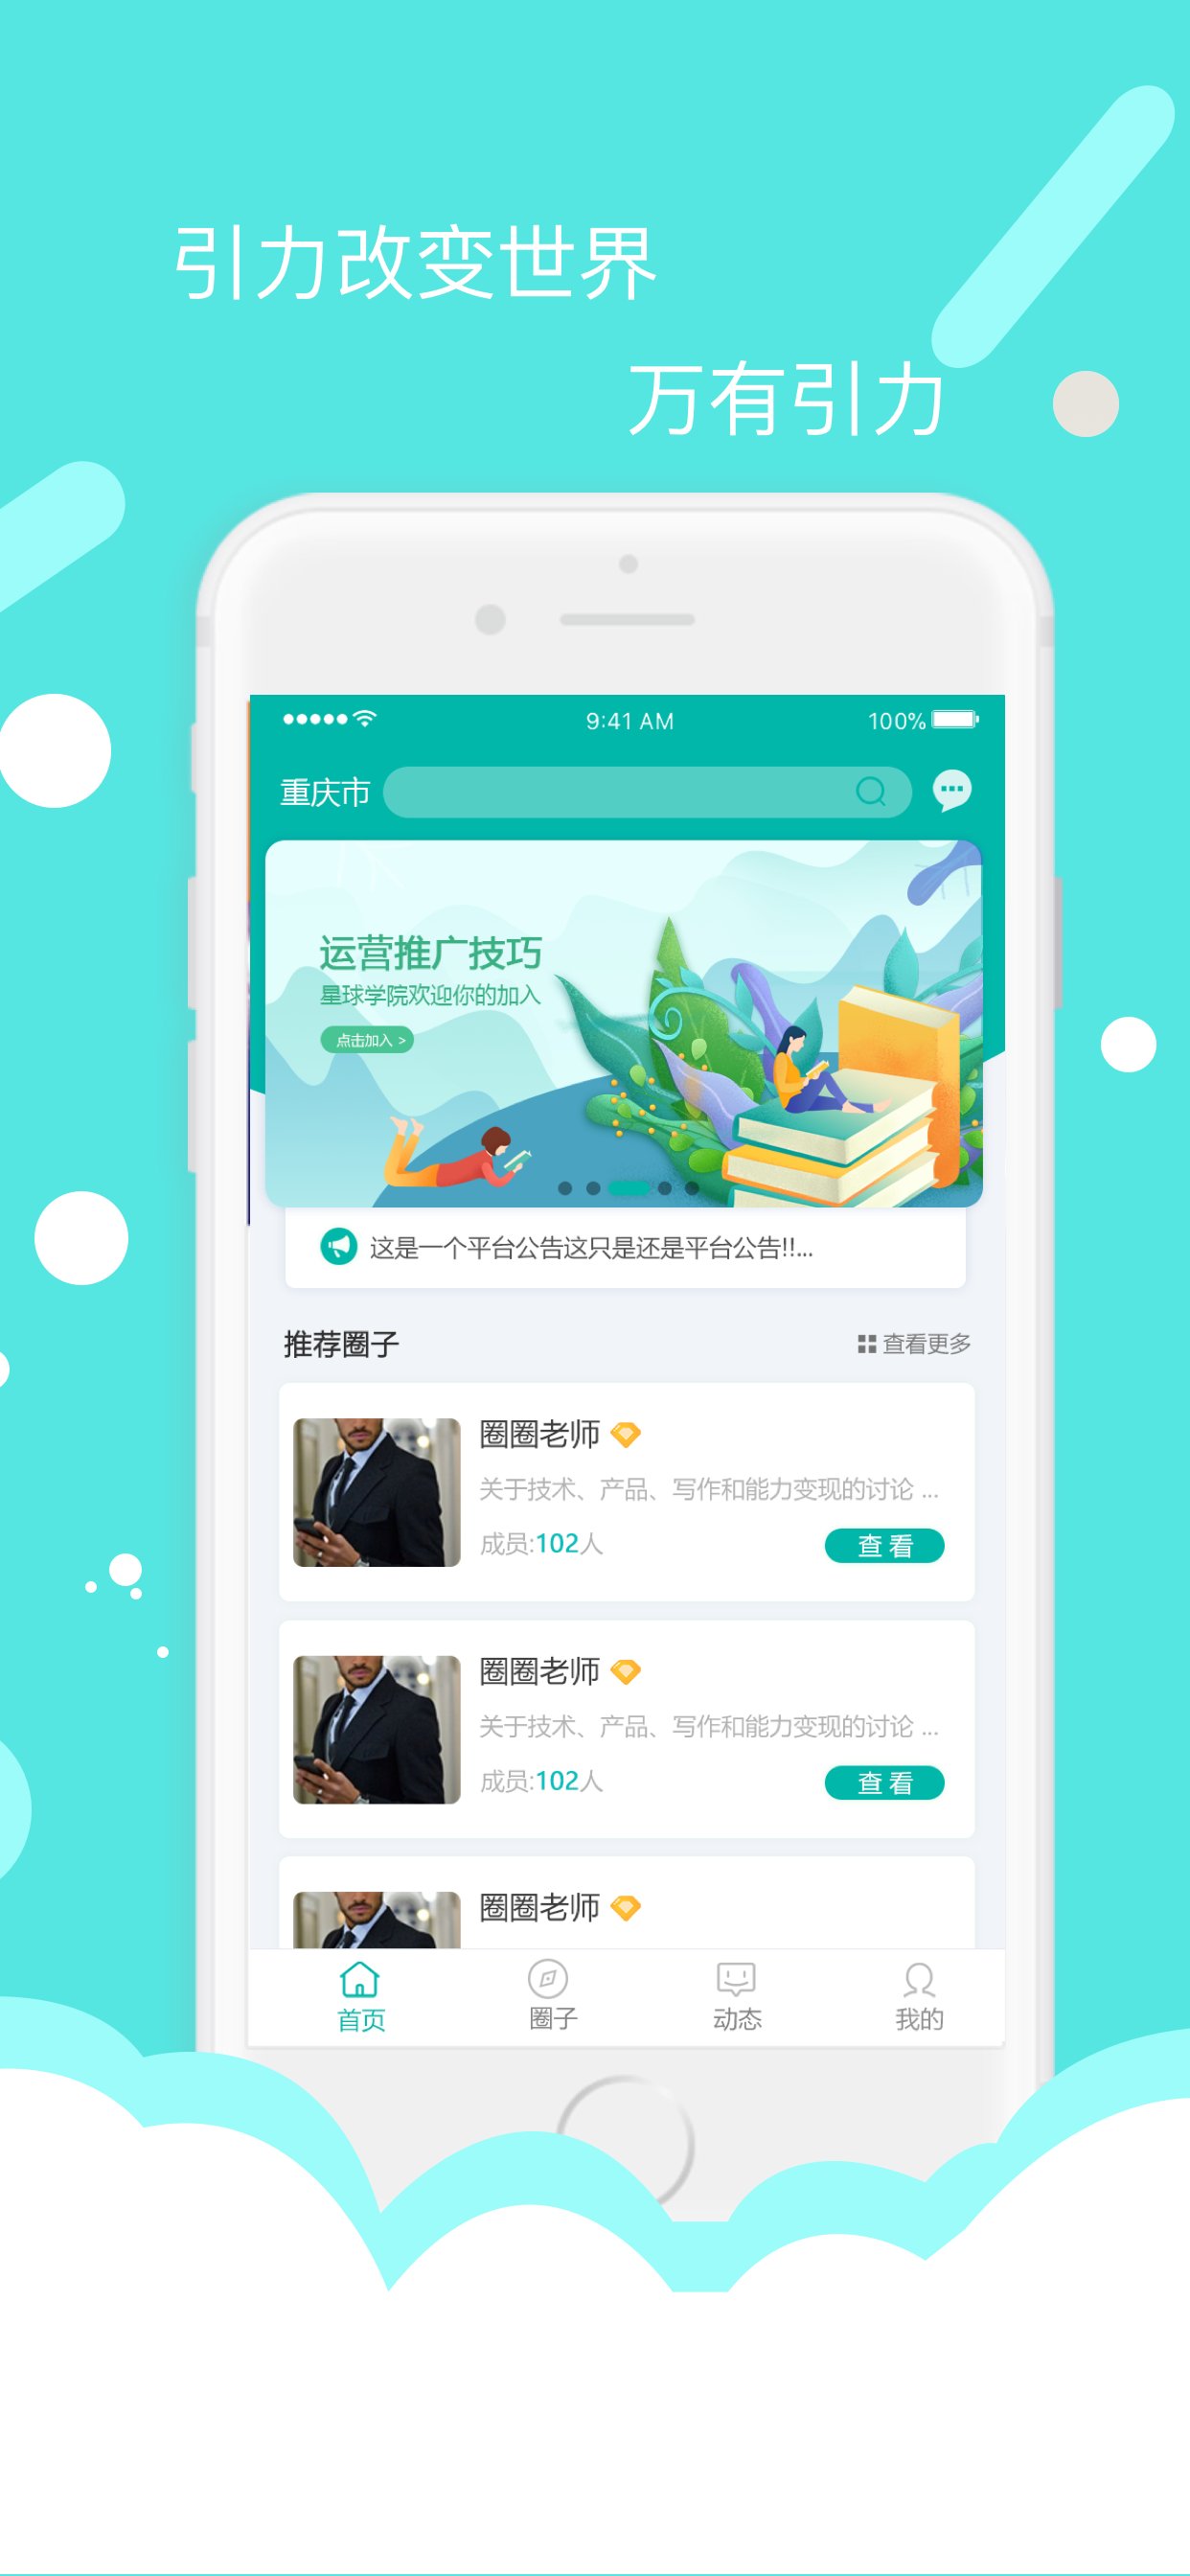 引力改变世界
万有引力
9:41 AM
100%
重庆市
运营推广技巧
星球学院欢迎你的加入
点击加入 >
这是一个平台公告这只是还是平台公告!!...
推荐圈子
查看更多
圈圈老师
关于技术、产品、写作和能力变现的讨论 ...
成员:102人
查 看
圈圈老师
关于技术、产品、写作和能力变现的讨论 ...
成员:102人
查 看
圈圈老师
首页
圈子
动态
我的